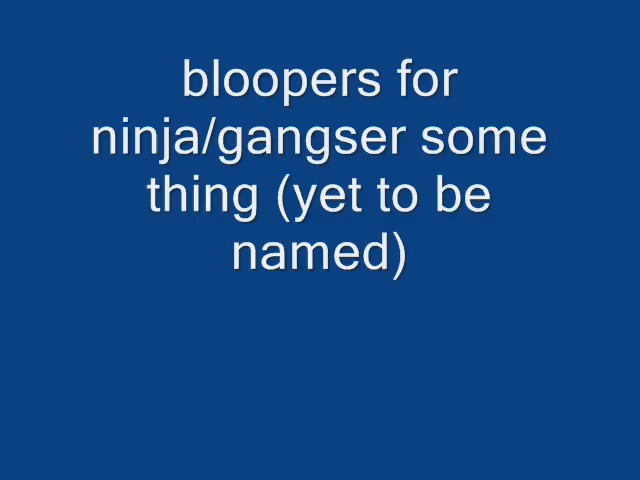 bloopers for
ninja/gangser some
thing (yet to be
named)